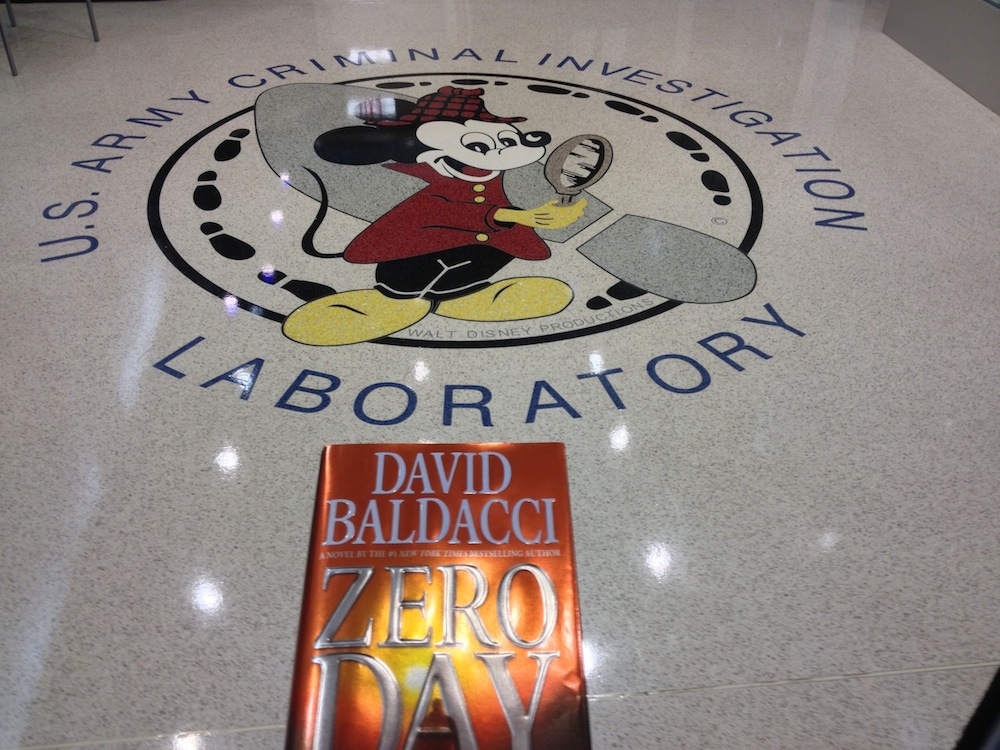 U.S. ARMY CRIMINAL INVESTIGATION
©
WALT DISNEY PRODUCTIONS
LABORATORY
DAVID
BALDACCI
A NOVEL BY THE #1 NEW YORK TIMES BESTSELLING AUTHOR
ZERO
DAY